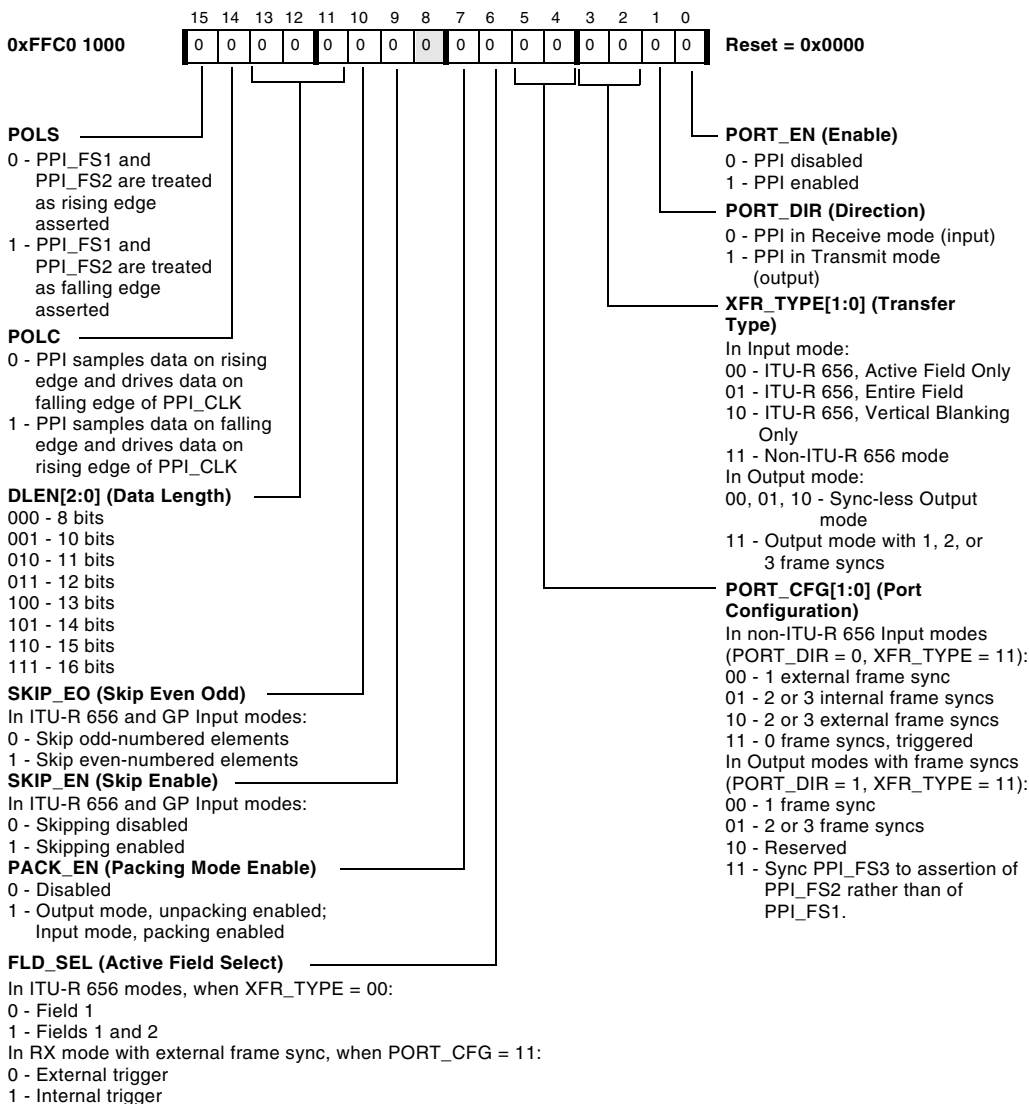 15 14 13 12 11 10 9 8 7 6 5 4 3 2 1 0
0xFFC0 1000
0 0 0 0 0 0 0 0 0 0 0 0 0 0 0 0
Reset = 0x0000
POLS
0 - PPI_FS1 and
PPI_FS2 are treated
as rising edge
asserted
1 - PPI_FS1 and
PPI_FS2 are treated
as falling edge
asserted
POLC
0 - PPI samples data on rising
edge and drives data on
falling edge of PPI_CLK
1 - PPI samples data on falling
edge and drives data on
rising edge of PPI_CLK
DLEN[2:0] (Data Length)
000 - 8 bits
001 - 10 bits
010 - 11 bits
011 - 12 bits
100 - 13 bits
101 - 14 bits
110 - 15 bits
111 - 16 bits
SKIP_EO (Skip Even Odd)
In ITU-R 656 and GP Input modes:
0 - Skip odd-numbered elements
1 - Skip even-numbered elements
SKIP_EN (Skip Enable)
In ITU-R 656 and GP Input modes:
0 - Skipping disabled
1 - Skipping enabled
PACK_EN (Packing Mode Enable)
0 - Disabled
1 - Output mode, unpacking enabled;
Input mode, packing enabled
FLD_SEL (Active Field Select)
In ITU-R 656 modes, when XFR_TYPE = 00:
0 - Field 1
1 - Fields 1 and 2
In RX mode with external frame sync, when PORT_CFG = 11:
0 - External trigger
1 - Internal trigger
PORT_EN (Enable)
0 - PPI disabled
1 - PPI enabled
PORT_DIR (Direction)
0 - PPI in Receive mode (input)
1 - PPI in Transmit mode
(output)
XFR_TYPE[1:0] (Transfer
Type)
In Input mode:
00 - ITU-R 656, Active Field Only
01 - ITU-R 656, Entire Field
10 - ITU-R 656, Vertical Blanking
Only
11 - Non-ITU-R 656 mode
In Output mode:
00, 01, 10 - Sync-less Output
mode
11 - Output mode with 1, 2, or
3 frame syncs
PORT_CFG[1:0] (Port
Configuration)
In non-ITU-R 656 Input modes
(PORT_DIR = 0, XFR_TYPE = 11):
00 - 1 external frame sync
01 - 2 or 3 internal frame syncs
10 - 2 or 3 external frame syncs
11 - 0 frame syncs, triggered
In Output modes with frame syncs
(PORT_DIR = 1, XFR_TYPE = 11):
00 - 1 frame sync
01 - 2 or 3 frame syncs
10 - Reserved
11 - Sync PPI_FS3 to assertion of
PPI_FS2 rather than of
PPI_FS1.